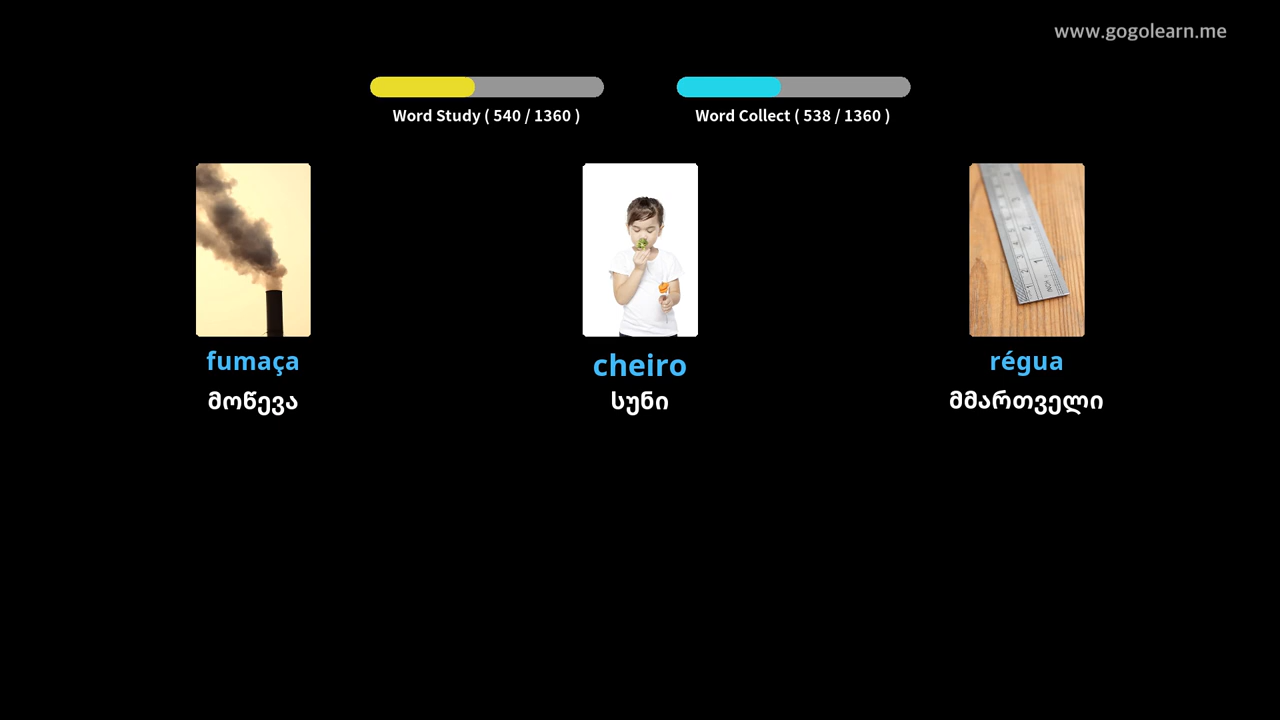 www.gogolearn.me
Word Study ( 540 / 1360 )
Word Collect ( 538 / 1360 )
fumaça
cheiro
régua
მოწევა
სუნი
მმართველი